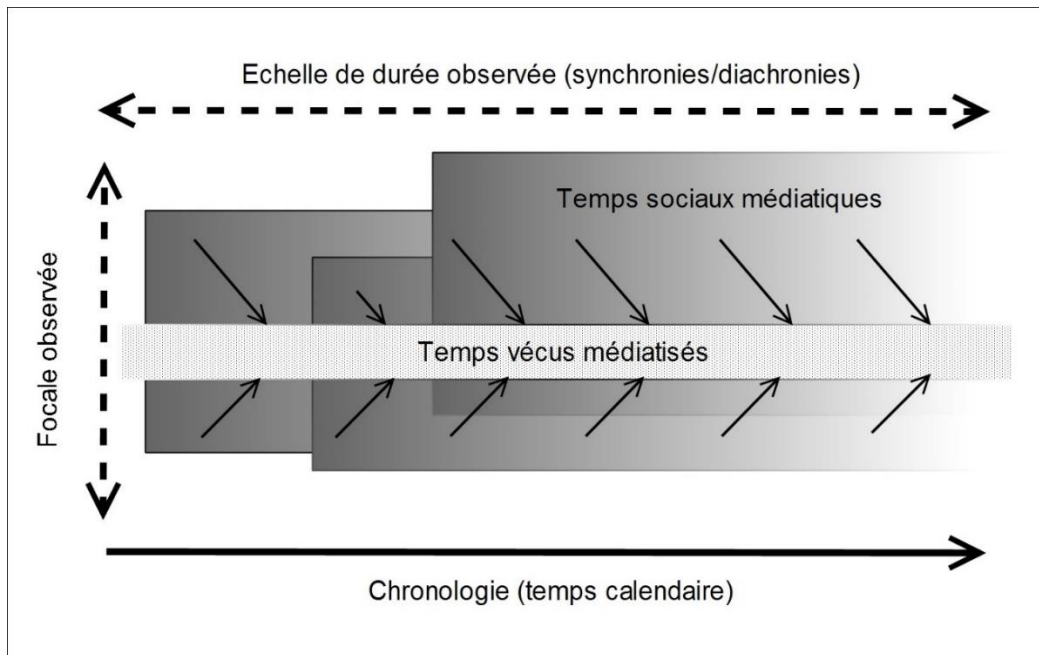 Echelle de durée observée (synchronies/diachronies)
Temps sociaux médiatiques
Focale observée
Temps vécus médiatisés
Chronologie (temps calendaire)